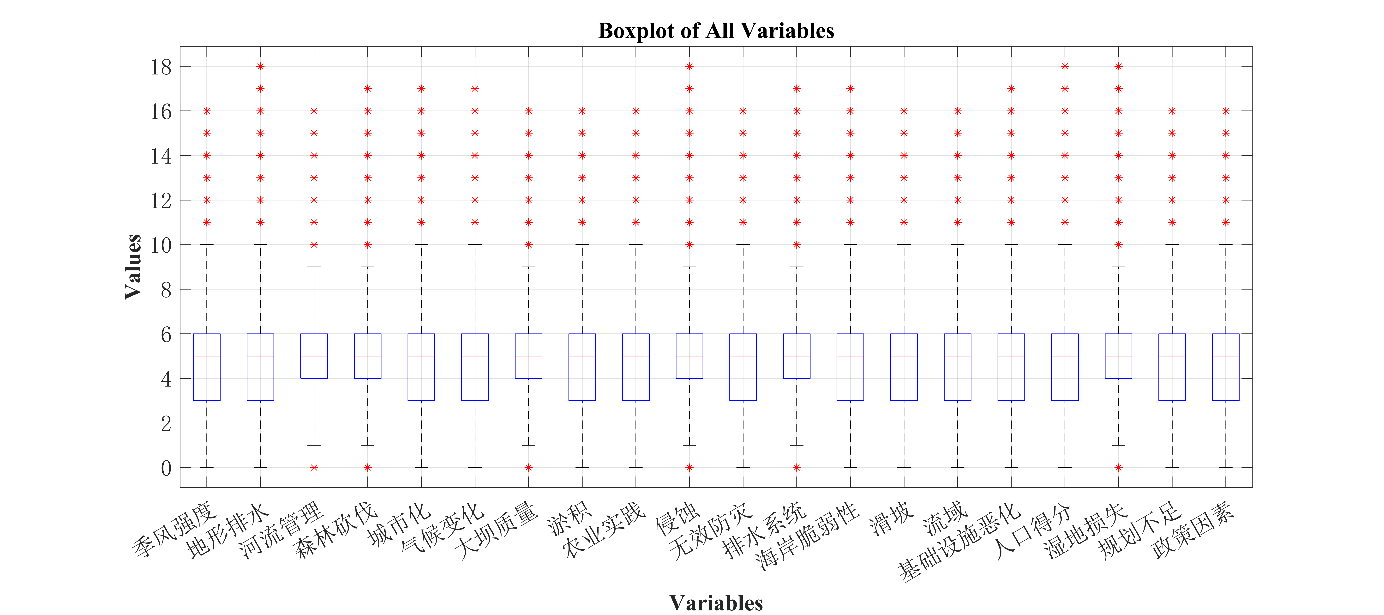 Boxplot of All Variables
Values
18
16
14
12
10
8
6
4
2
0
季风强度
地形排水
河流管理
森林砍伐
城市化
气候变化
大坝质量
淤积
农业实践
侵蚀
无效防灾
排水系统
海岸脆弱性
滑坡
流域
基础设施恶化
人口得分
湿地损失
规划不足
政策因素
Variables